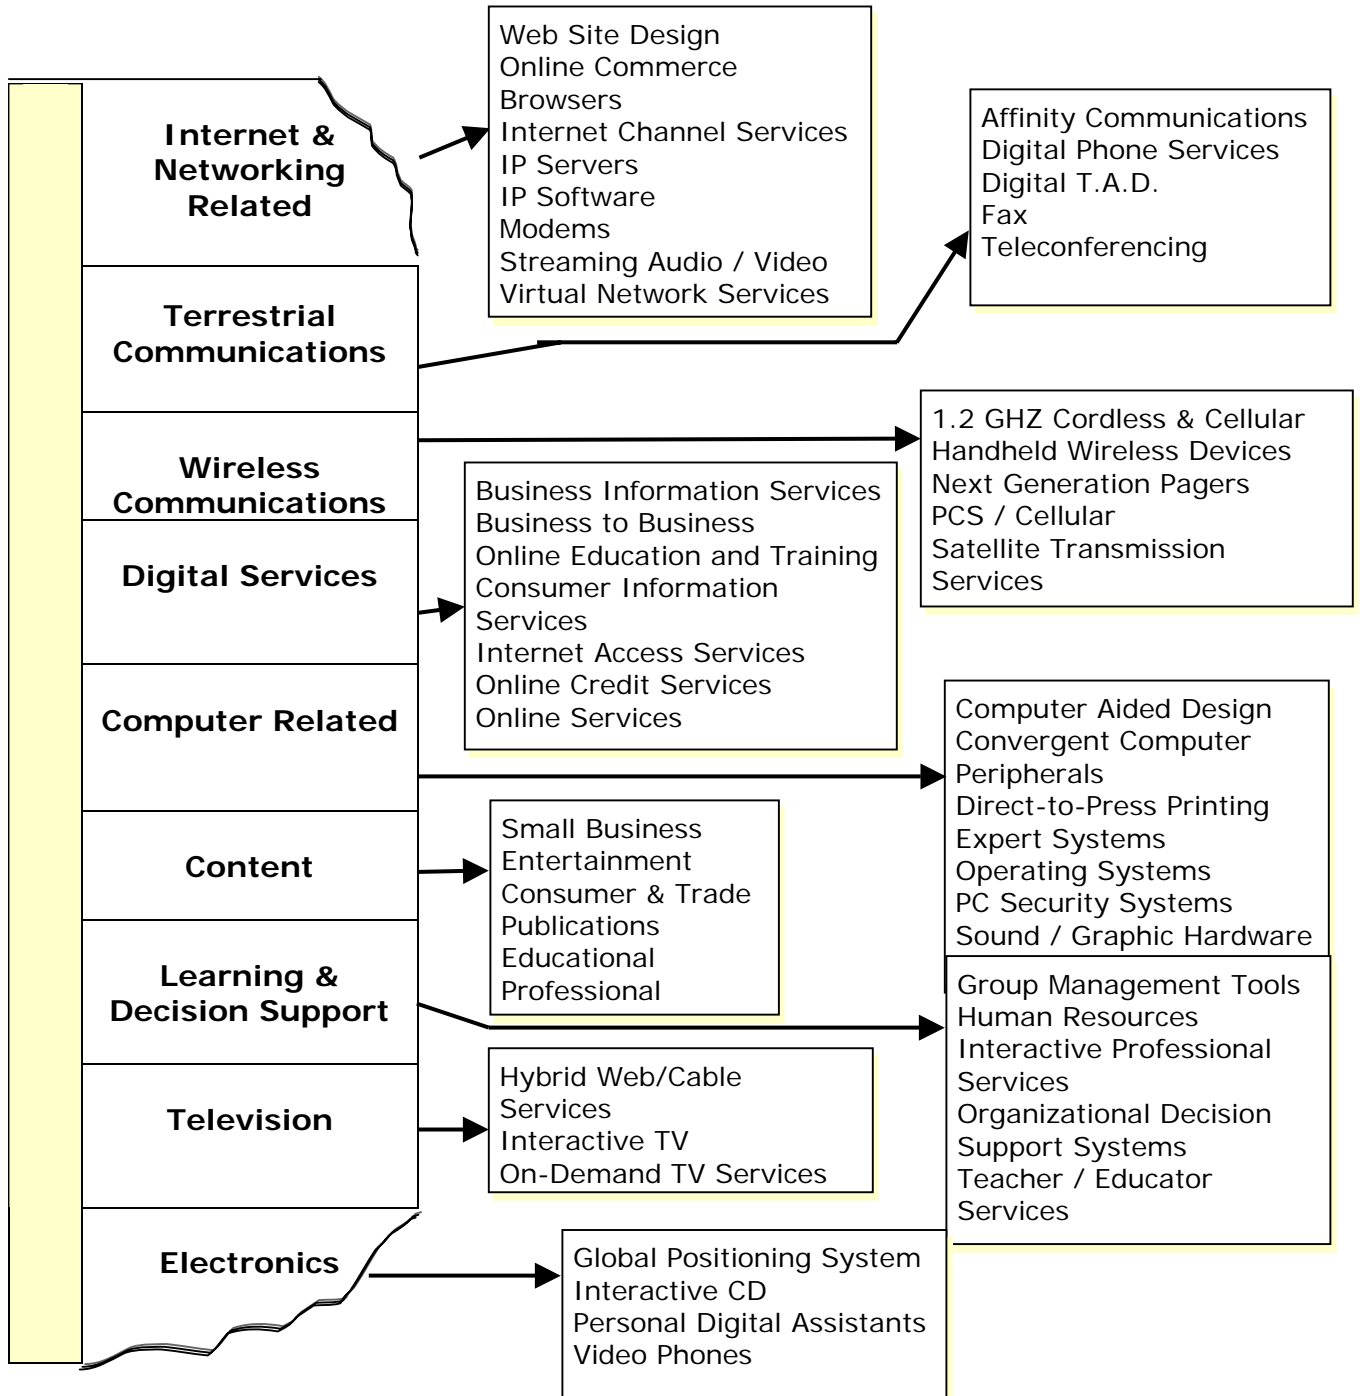 Internet &
Networking
Related
Web Site Design
Online Commerce
Browsers
Internet Channel Services
IP Servers
IP Software
Modems
Streaming Audio / Video
Virtual Network Services
Terrestrial
Communications
Affinity Communications
Digital Phone Services
Digital T.A.D.
Fax
Teleconferencing
Wireless
Communications
1.2 GHZ Cordless & Cellular
Handheld Wireless Devices
Next Generation Pagers
PCS / Cellular
Satellite Transmission
Services
Digital Services
Business Information Services
Business to Business
Online Education and Training
Consumer Information
Services
Internet Access Services
Online Credit Services
Online Services
Computer Related
Computer Aided Design
Convergent Computer
Peripherals
Direct-to-Press Printing
Expert Systems
Operating Systems
PC Security Systems
Sound / Graphic Hardware
Content
Small Business
Entertainment
Consumer & Trade
Publications
Educational
Professional
Learning &
Decision Support
Group Management Tools
Human Resources
Interactive Professional
Services
Organizational Decision
Support Systems
Teacher / Educator
Services
Television
Hybrid Web/Cable
Services
Interactive TV
On-Demand TV Services
Electronics
Global Positioning System
Interactive CD
Personal Digital Assistants
Video Phones